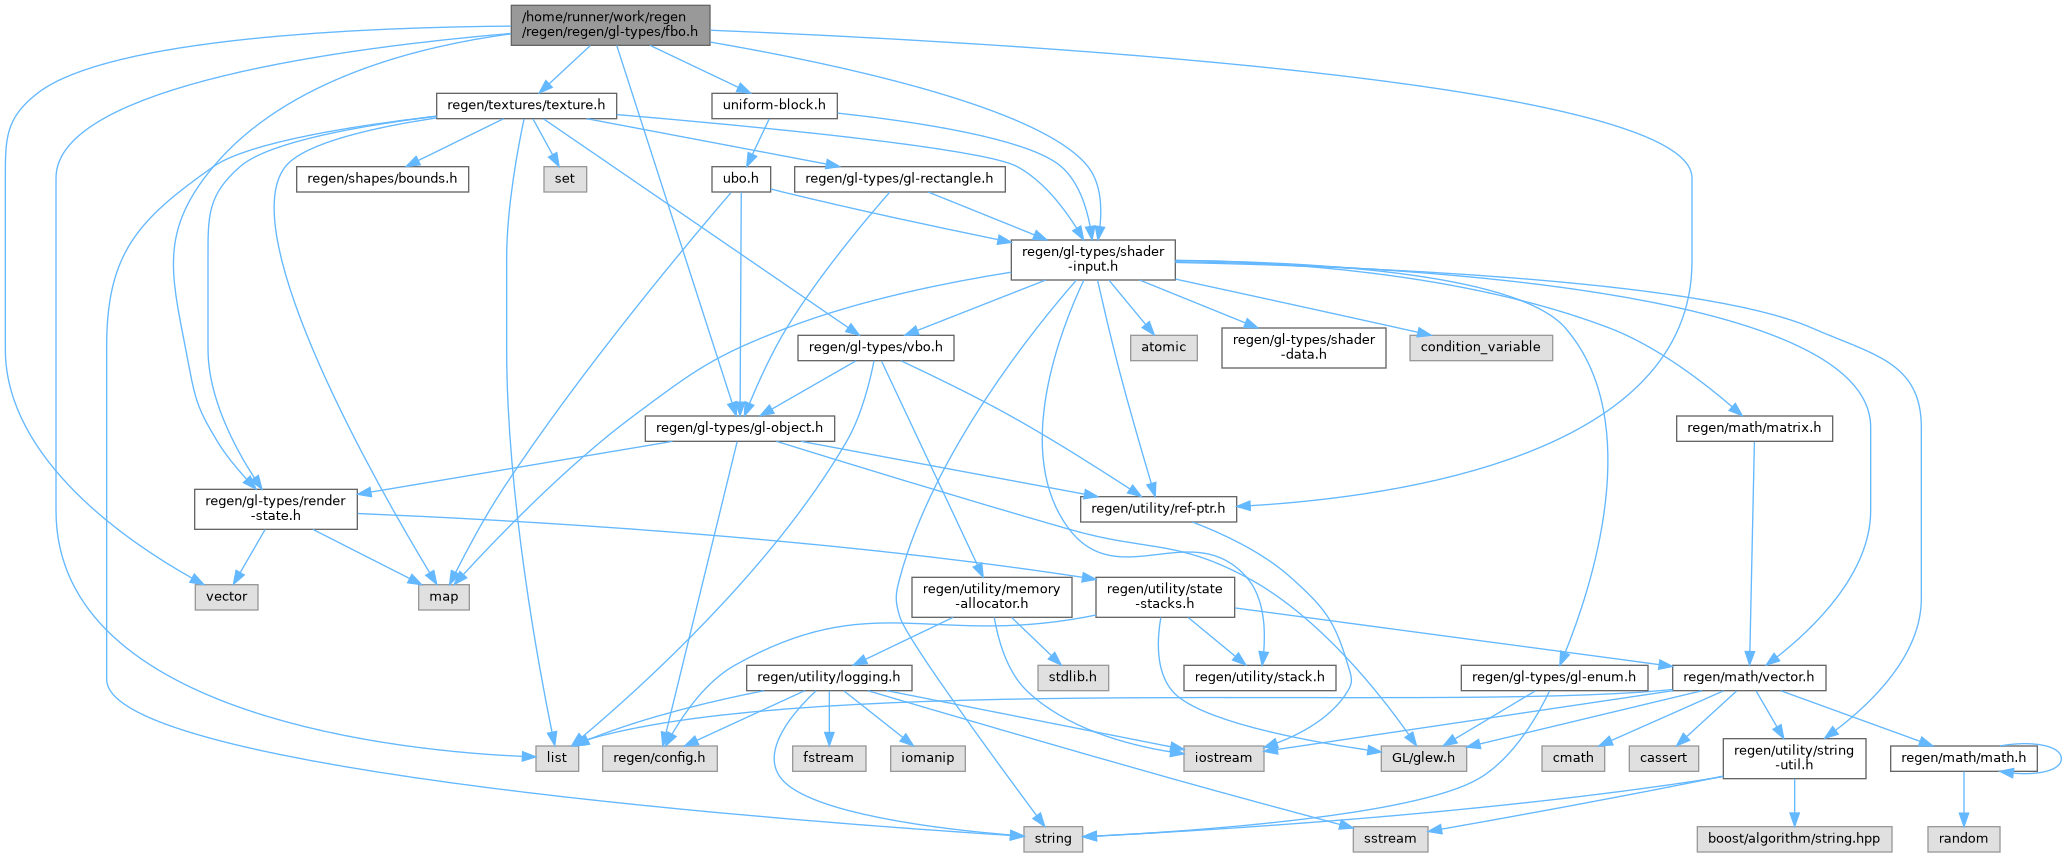 /home/runner/work/regen
/regen/regen/gl-types/fbo.h
regen/textures/texture.h
uniform-block.h
regen/shapes/bounds.h
set
ubo.h
regen/gl-types/gl-rectangle.h
regen/gl-types/shader
-input.h
regen/gl-types/vbo.h
atomic
regen/gl-types/shader
-data.h
condition_variable
regen/gl-types/gl-object.h
regen/math/matrix.h
regen/gl-types/render
-state.h
regen/utility/ref-ptr.h
vector
map
regen/utility/memory
-allocator.h
regen/utility/state
-stacks.h
regen/utility/logging.h
stdlib.h
regen/utility/stack.h
regen/gl-types/gl-enum.h
regen/math/vector.h
list
regen/config.h
fstream
iomanip
iostream
GL/glew.h
cmath
cassert
regen/utility/string
-util.h
regen/math/math.h
string
sstream
boost/algorithm/string.hpp
random